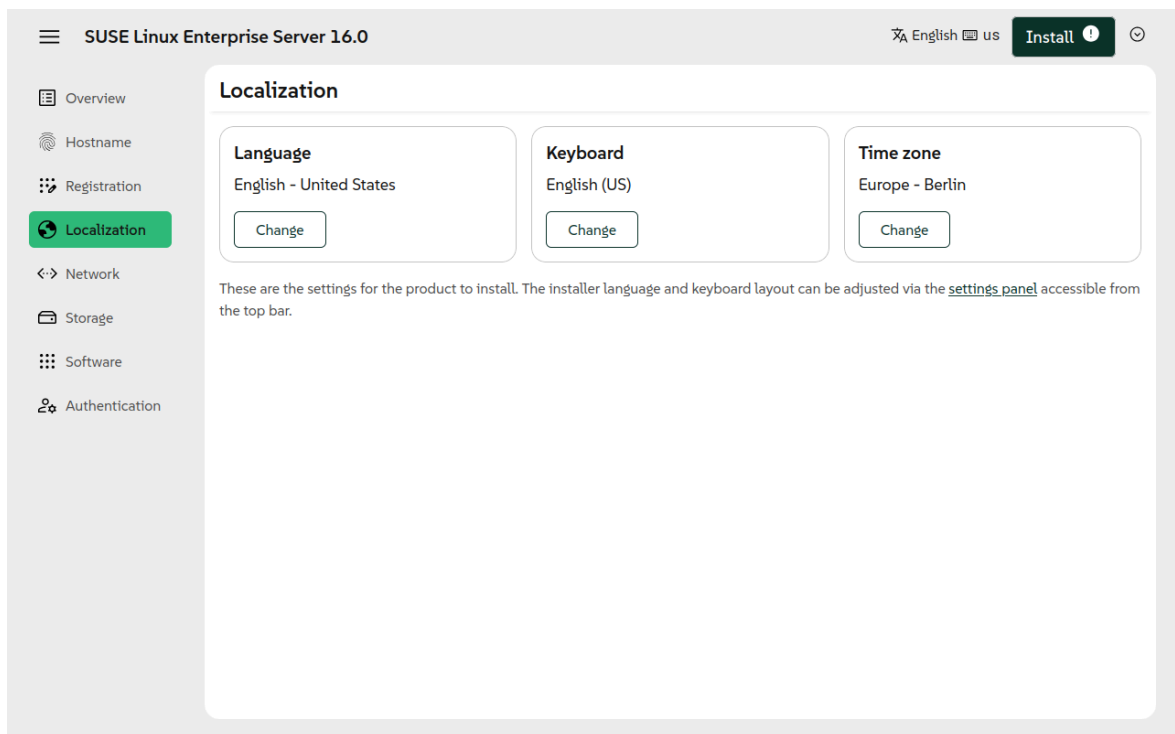 SUSE Linux Enterprise Server 16.0
English us
Install
Overview
Hostname
Registration
Localization
Network
Storage
Software
Authentication
Localization
Language
English - United States
Change
Keyboard
English (US)
Change
Time zone
Europe - Berlin
Change
These are the settings for the product to install. The installer language and keyboard layout can be adjusted via the settings panel accessible from
the top bar.